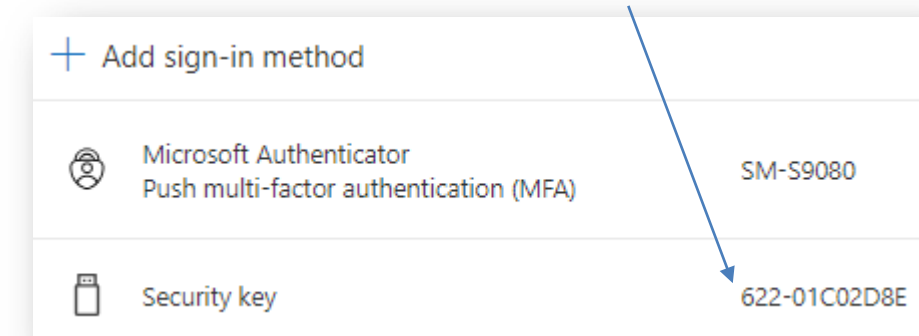 Add sign-in method
Microsoft Authenticator
Push multi-factor authentication (MFA)
SM-S9080
Security key
622-01C02D8E